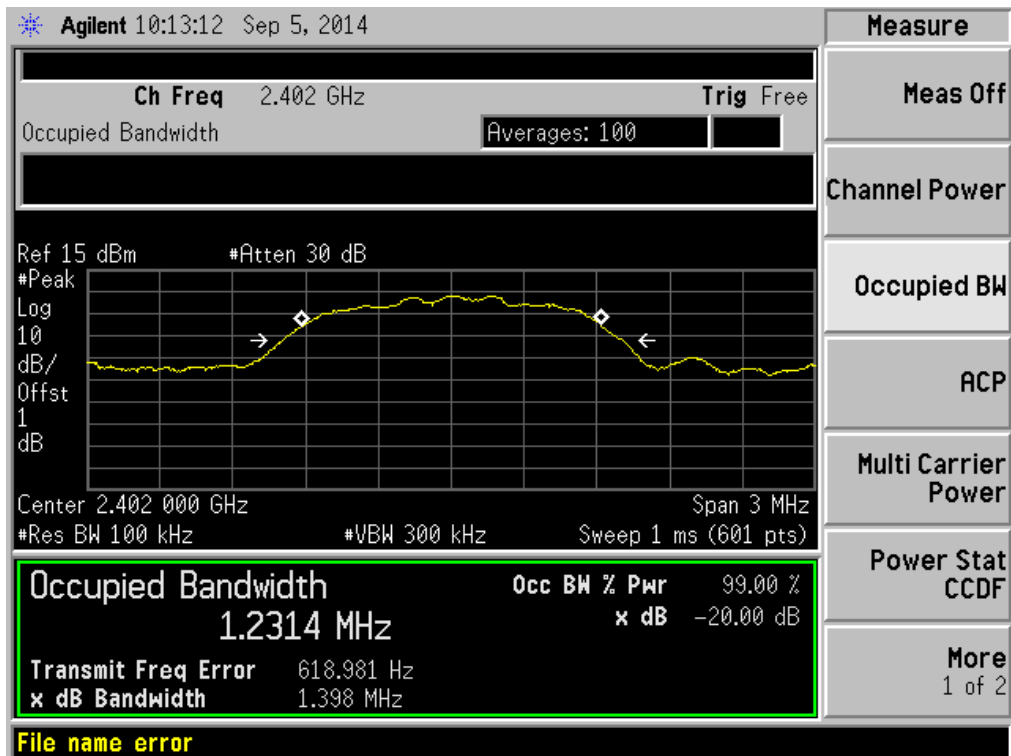 Agilent 10:13:12 Sep 5, 2014
Measure
Ch Freq 2.402 GHz Trig Free
Occupied Bandwidth Averages: 100
Ref 15 dBm #Atten 30 dB
#Peak
Log
10
dB/
Offst
1
dB
Center 2.402 000 GHz Span 3 MHz
#Res BW 100 kHz #VBW 300 kHz Sweep 1 ms (601 pts)
Occupied Bandwidth Occ BW % Pwr 99.00 %
1.2314 MHz x dB -20.00 dB
Transmit Freq Error 618.981 Hz
x dB Bandwidth 1.398 MHz
File name error
Meas Off
Channel Power
Occupied BW
ACP
Multi Carrier
Power
Power Stat
CCDF
More
1 of 2